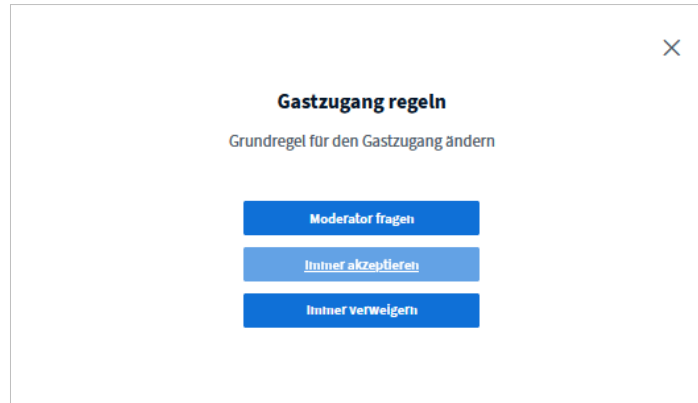 Gastzugang regeln
Grundregel für den Gastzugang ändern
Moderator fragen
Immer akzeptieren
Immer verweigern